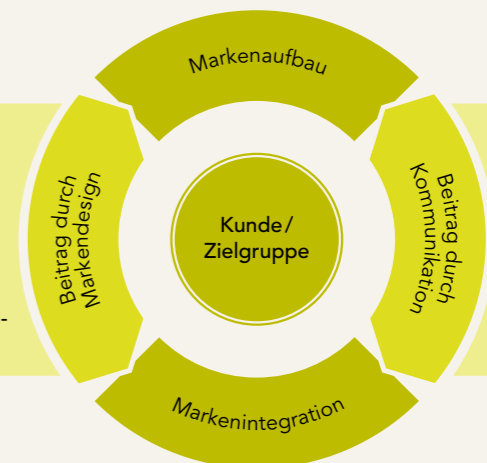 Markenaufbau
Beitrag durch
Markendesign
Kunde/
Zielgruppe
Beitrag durch
Kommunikation
-
Markenintegration